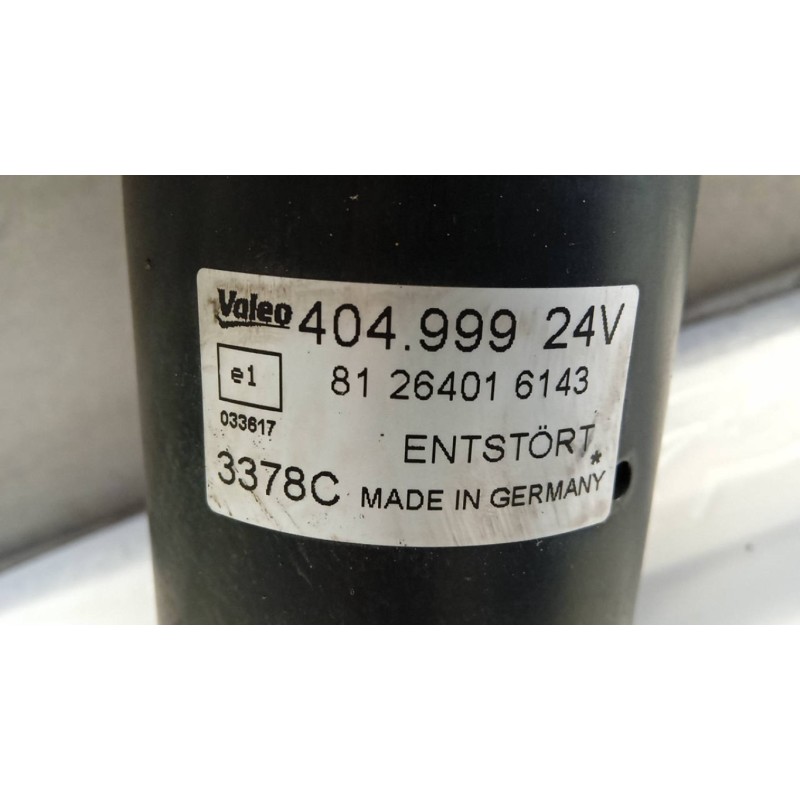 Valeo 404.999 24V
e1 81 26401 6143
033617
ENTSTÖRT
3378C MADE IN GERMANY*